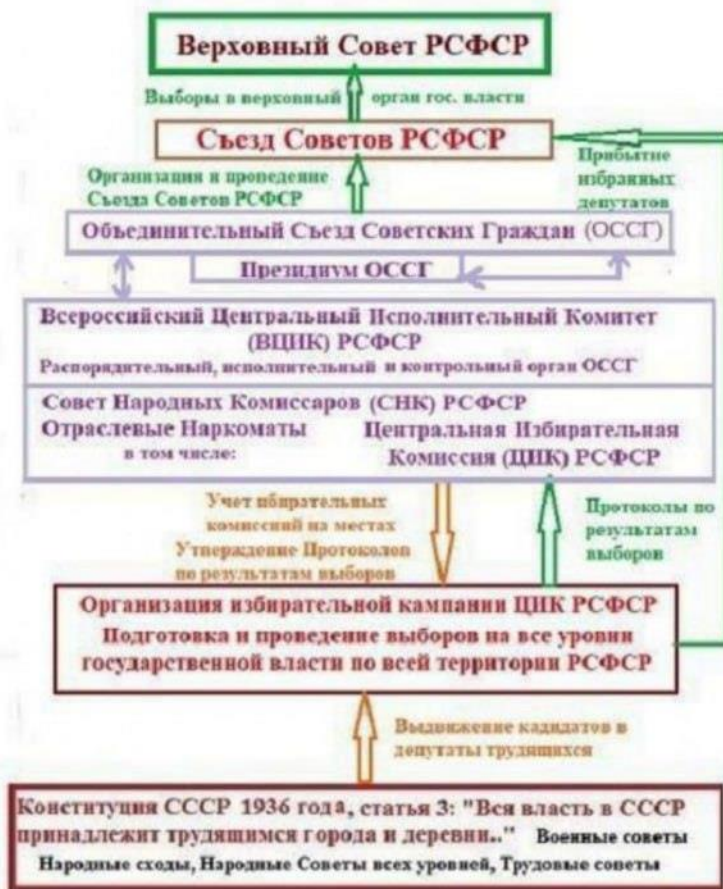 Верховный Совет РСФСР
Выборы в верховный орган гос. власти
Съезд Советов РСФСР
Организация и проведение
Съезда Советов РСФСР
Прибытие
избранных
депутатов
Объединительный Съезд Советских Граждан (ОССГ)
Президиум ОССГ
Всероссийский Центральный Исполнительный Комитет
(ВЦИК) РСФСР
Распорядительный, исполнительный и контрольный орган ОССГ
Совет Народных Комиссаров (СНК) РСФСР
Отраслевые Наркоматы
в том числе:
Центральная Избирательная
Комиссия (ЦИК) РСФСР
Учет ибирательных
комиссий на местах
Утверждение Протоколов
по результатам выборов
Протоколы по
результатам
выборов
Организация избирательной кампании ЦИК РСФСР
Подготовка и проведение выборов на все уровни
государственной власти по всей территории РСФСР
Выдвижение кадидатов в
депутаты трудящихся
Конституция СССР 1936 года, статья 3: "Вся власть в СССР
принадлежит трудящимся города и деревни.." Военные советы
Народные сходы, Народные Советы всех уровней, Трудовые советы